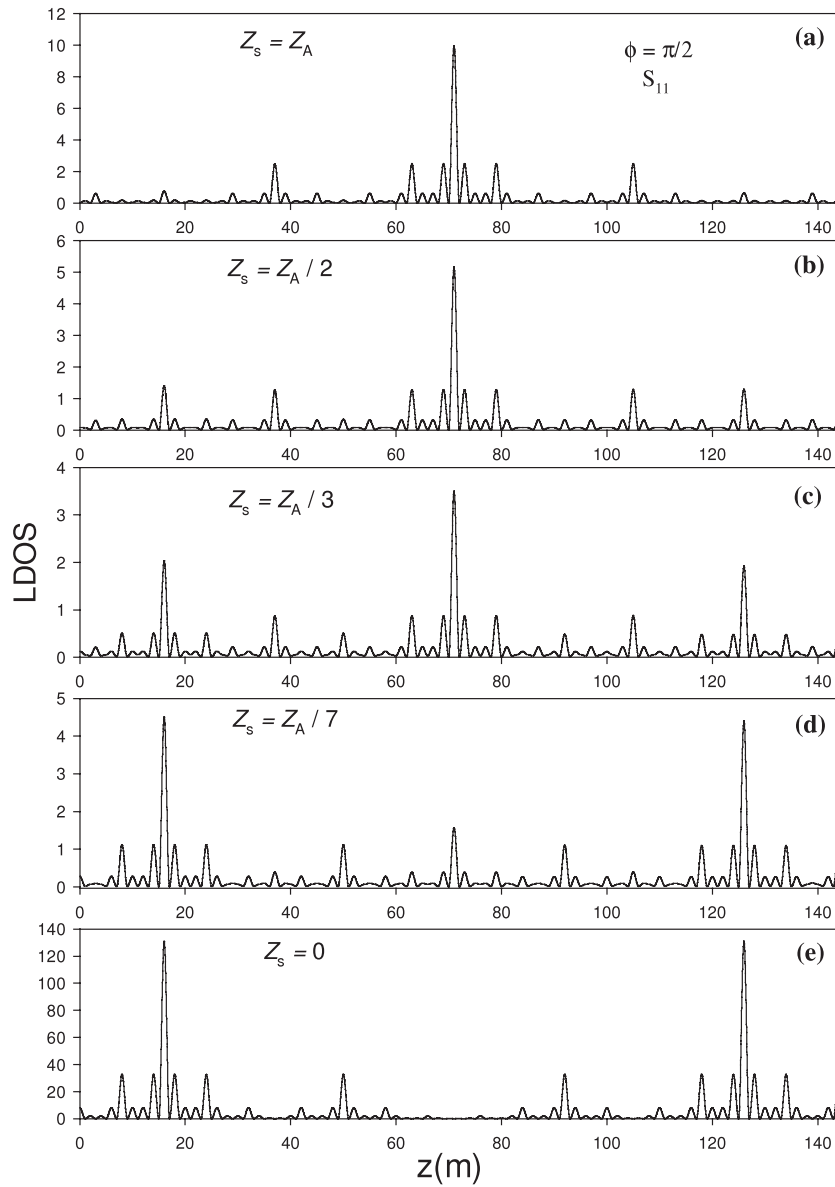 12
10
8
6
4
2
0
Z_s = Z_A
ϕ = π/2
S_11
(a)
0 20 40 60 80 100 120 140
6
5
4
3
2
1
0
Z_s = Z_A / 2
(b)
0 20 40 60 80 100 120 140
4
3
2
1
0
Z_s = Z_A / 3
(c)
0 20 40 60 80 100 120 140
LDOS
5
4
3
2
1
0
Z_s = Z_A / 7
(d)
0 20 40 60 80 100 120 140
140
120
100
80
60
40
20
0
Z_s = 0
(e)
0 20 40 60 80 100 120 140
z(m)